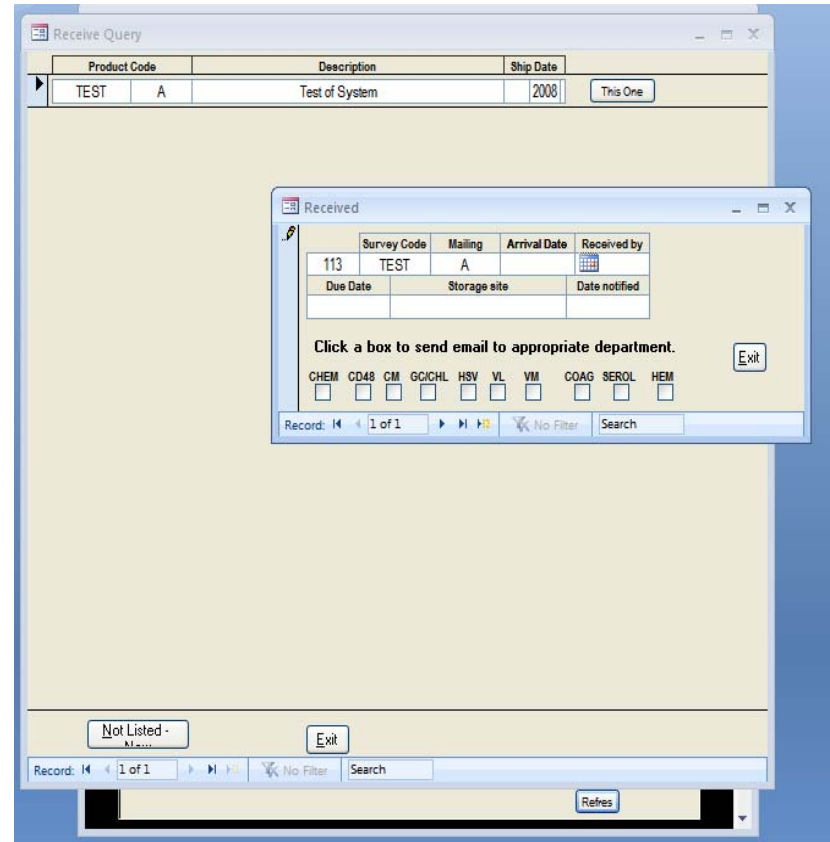 Receive Query
Product Code Description Ship Date
TEST A Test of System 2008 This One
Received
Survey Code Mailing Arrival Date Received by
113 TEST A
Due Date Storage site Date notified
Click a box to send email to appropriate department.
Exit
CHEM CD48 CM GC/CHL HSV VL VM COAG SEROL HEM
Record: 1 of 1 No Filter Search
Not Listed -
Exit
Record: 1 of 1 No Filter Search
Refres